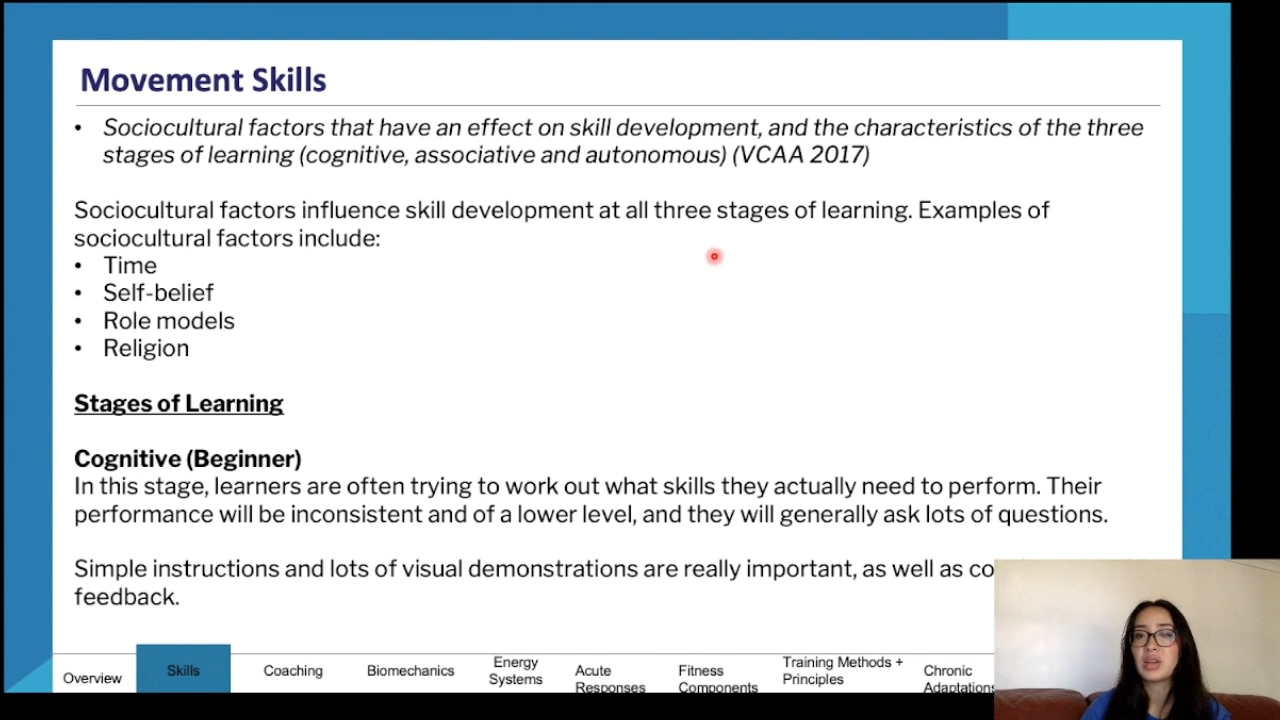 Movement Skills
• Sociocultural factors that have an effect on skill development, and the characteristics of the three
stages of learning (cognitive, associative and autonomous) (VCAA 2017)
Sociocultural factors influence skill development at all three stages of learning. Examples of
sociocultural factors include:
• Time
• Self-belief
• Role models
• Religion
Stages of Learning
Cognitive (Beginner)
In this stage, learners are often trying to work out what skills they actually need to perform. Their
performance will be inconsistent and of a lower level, and they will generally ask lots of questions.
Simple instructions and lots of visual demonstrations are really important, as well as
feedback.
Overview
Skills
Coaching
Biomechanics
Energy
Systems
Acute
Responses
Fitness
Components
Training Methods +
Principles
Chronic
Adaptations